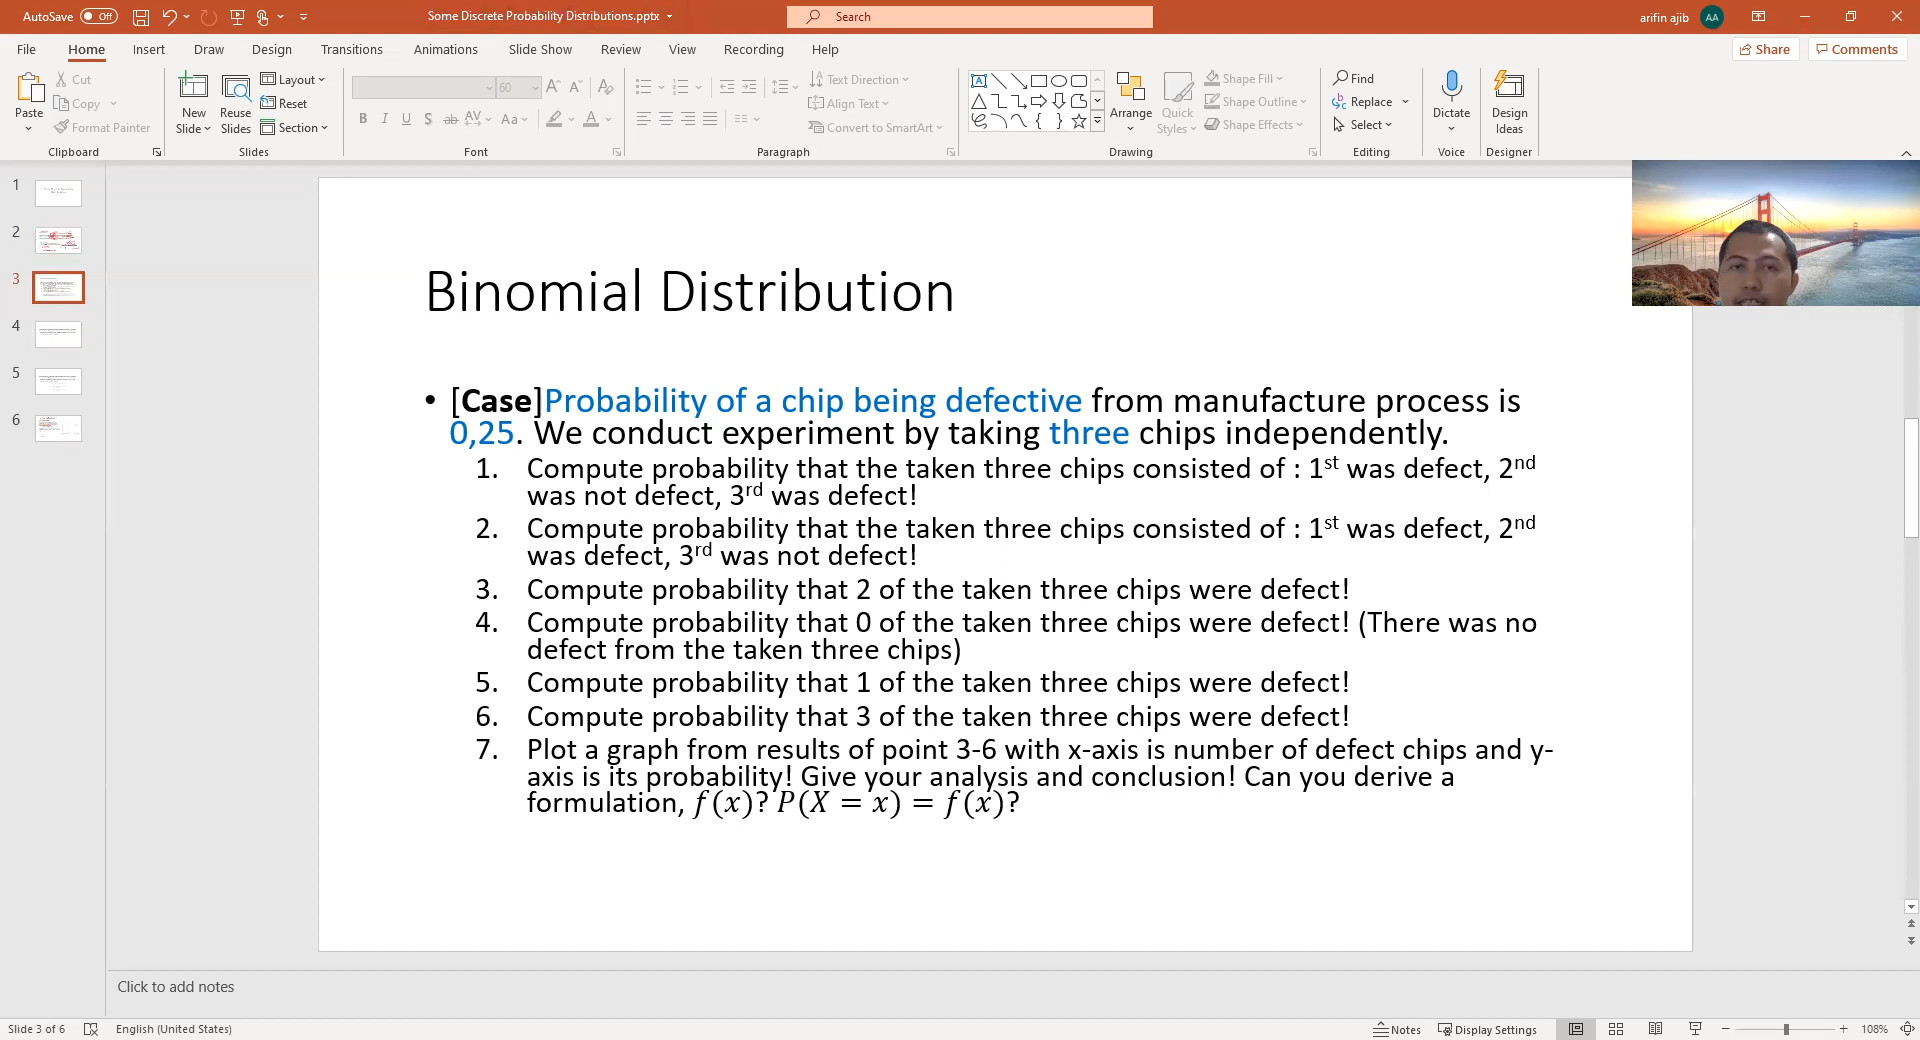 AutoSave Off Some Discrete Probability Distributions.pptx Search arifin ajib AA
File Home Insert Draw Design Transitions Animations Slide Show Review View Recording Help Share Comments
Paste Cut Copy Format Painter Clipboard
New Slide Reuse Slides Layout Reset Section Slides
60 A A A B I U S ab AV Aa A Font
Text Direction Align Text Convert to SmartArt Paragraph
Arrange Quick Styles Shape Fill Shape Outline Shape Effects Drawing
Find Replace Select Editing
Dictate Voice
Design Ideas Designer
1
2
3
4
5
6
Binomial Distribution
• [Case]Probability of a chip being defective from manufacture process is
0,25. We conduct experiment by taking three chips independently.
1. Compute probability that the taken three chips consisted of : 1st was defect, 2nd
was not defect, 3rd was defect!
2. Compute probability that the taken three chips consisted of : 1st was defect, 2nd
was defect, 3rd was not defect!
3. Compute probability that 2 of the taken three chips were defect!
4. Compute probability that 0 of the taken three chips were defect! (There was no
defect from the taken three chips)
5. Compute probability that 1 of the taken three chips were defect!
6. Compute probability that 3 of the taken three chips were defect!
7. Plot a graph from results of point 3-6 with x-axis is number of defect chips and y-
axis is its probability! Give your analysis and conclusion! Can you derive a
formulation, f(x)? P(X = x) = f(x)?
Click to add notes
Slide 3 of 6 English (United States) Notes Display Settings 108%